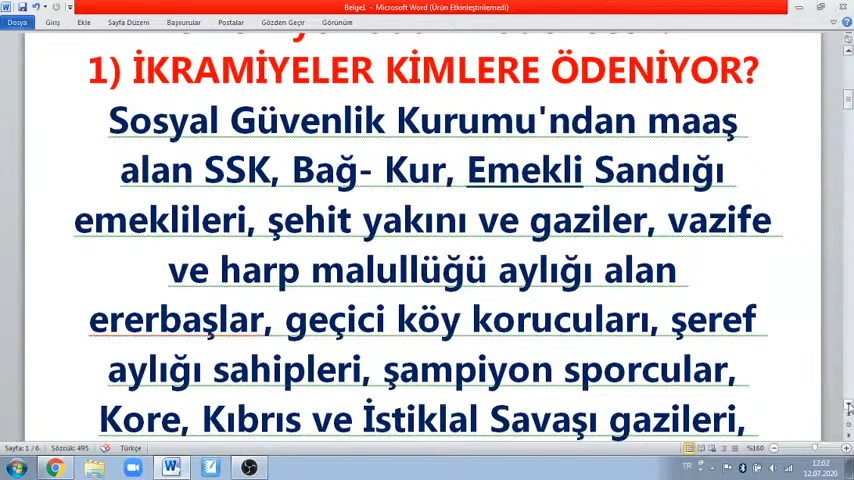 Belge1 - Microsoft Word (Ürün Etkinleştirilemedi)
Dosya Giriş Ekle Sayfa Düzeni Başvurular Postalar Gözden Geçir Görünüm
1) İKRAMİYELER KİMLERE ÖDENİYOR?
Sosyal Güvenlik Kurumu'ndan maaş
alan SSK, Bağ- Kur, Emekli Sandığı
emeklileri, şehit yakını ve gaziler, vazife
ve harp malullüğü aylığı alan
ererbaşlar, geçici köy korucuları, şeref
aylığı sahipleri, şampiyon sporcular,
Kore, Kıbrıs ve İstiklal Savaşı gazileri,
Sayfa: 1 / 6 Sözcük: 495 Türkçe %160
TR 12:02
12.07.2020